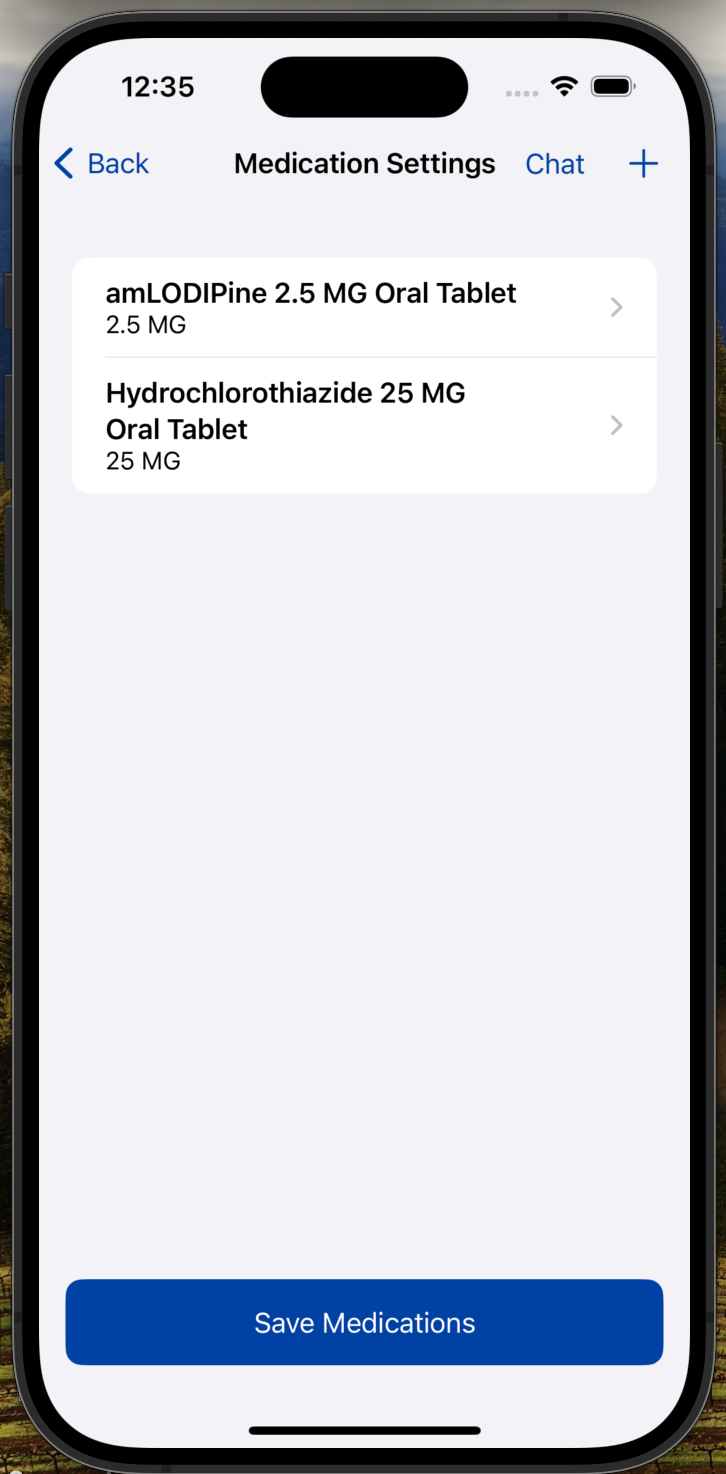 12:35
Back Medication Settings Chat
amLODIPine 2.5 MG Oral Tablet
2.5 MG
Hydrochlorothiazide 25 MG
Oral Tablet
25 MG
Save Medications